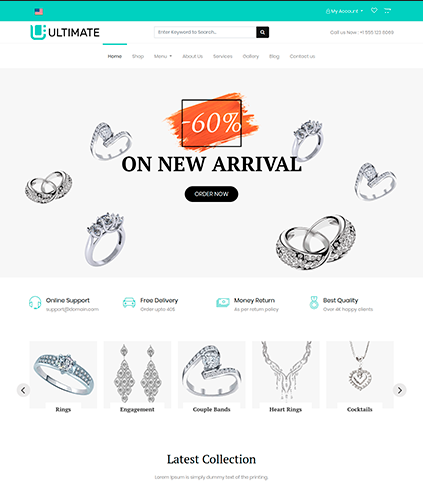 My Account
ULTIMATE
Enter Keyword to Search...
Call us Now : +1 555 123 5065
Home Shop Menu About Us Services Gallery Blog Contact us
-60%
ON NEW ARRIVAL
ORDER NOW
Online Support Free Delivery Money Return Best Quality
support@domain.com Order upto 40$ As per return policy Over 4K happy clients
Rings Engagement Couple Bands Heart Rings Cocktails
Latest Collection
Lorem Ipsum is simply dummy text of the printing.